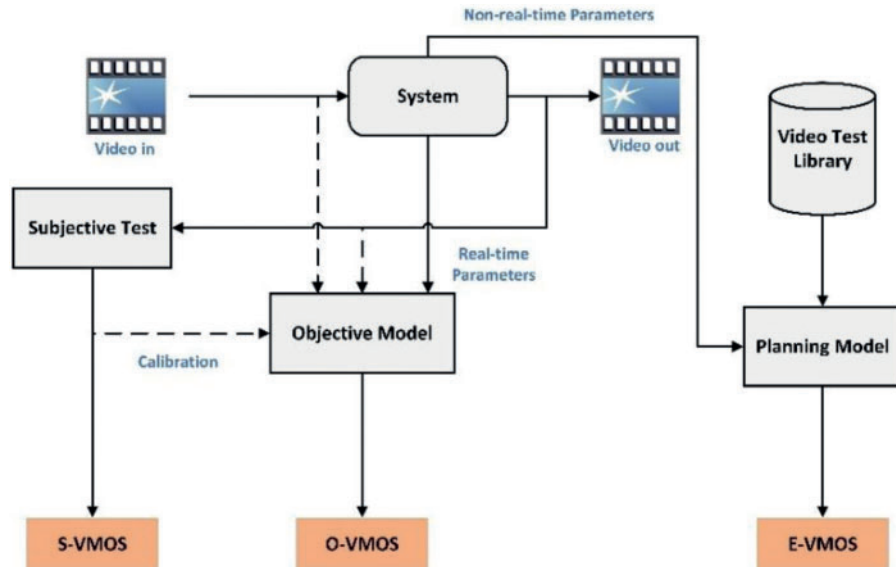 Non-real-time Parameters
System
Video in
Video out
Video Test
Library
Subjective Test
Real-time
Parameters
Objective Model
Planning Model
Calibration
S-VMOS
O-VMOS
E-VMOS